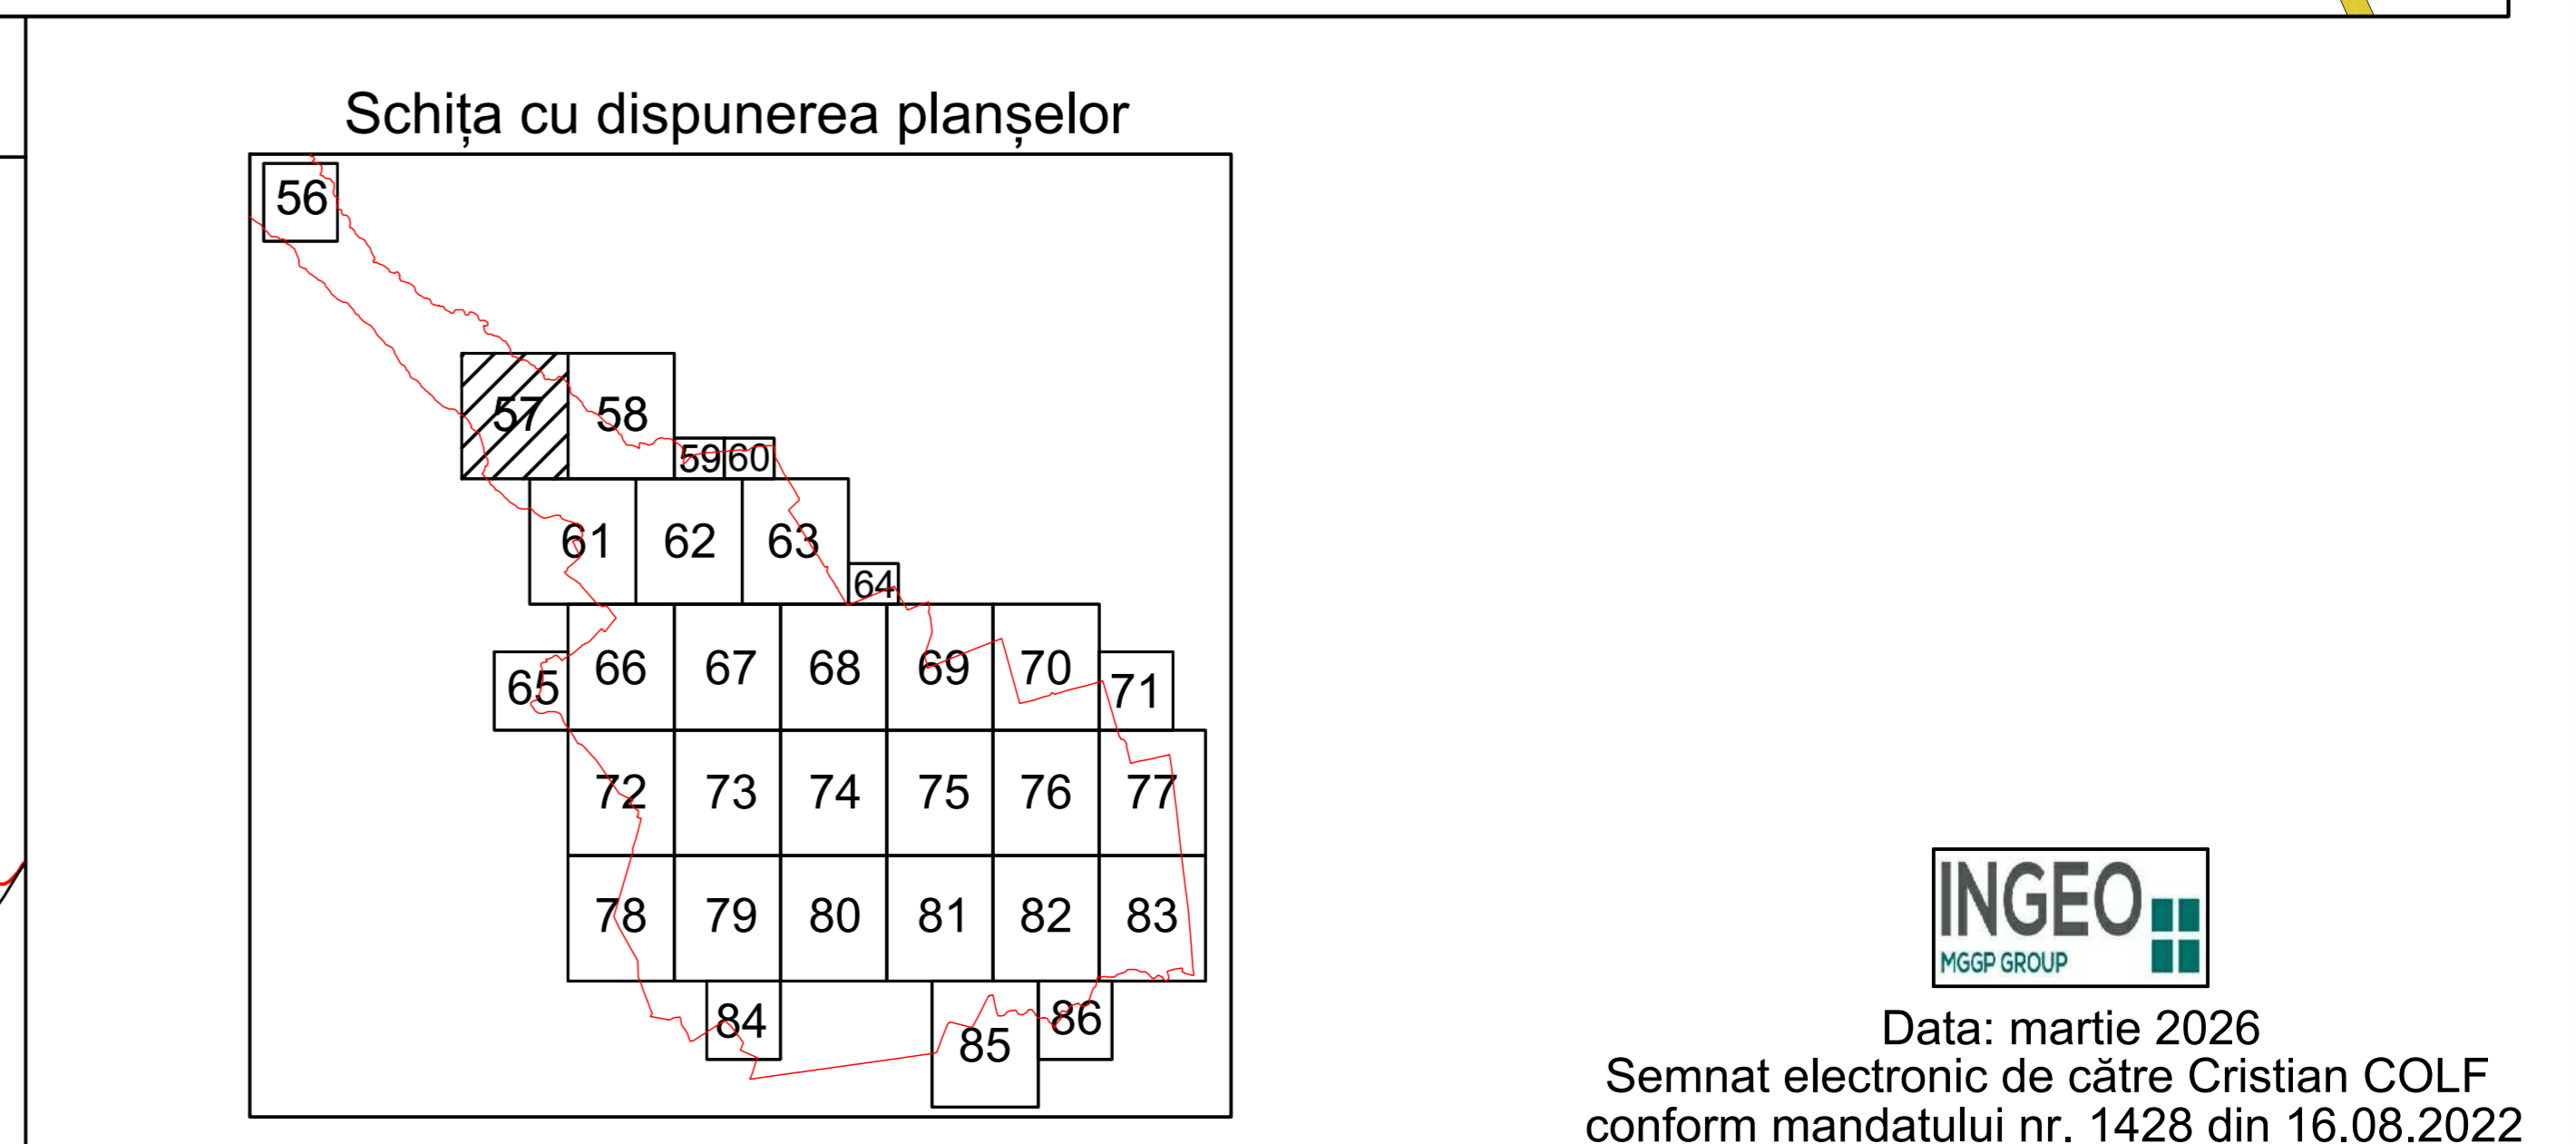 Schița cu dispunerea planșelor
56
57 58
59 60
61 62 63
64
65 66 67 68 69 70 71
72 73 74 75 76 77
78 79 80 81 82 83
84 85 86
INGEO
MGGP GROUP
Data: martie 2026
Semnat electronic de către Cristian COLF
conform mandatului nr. 1428 din 16.08.2022